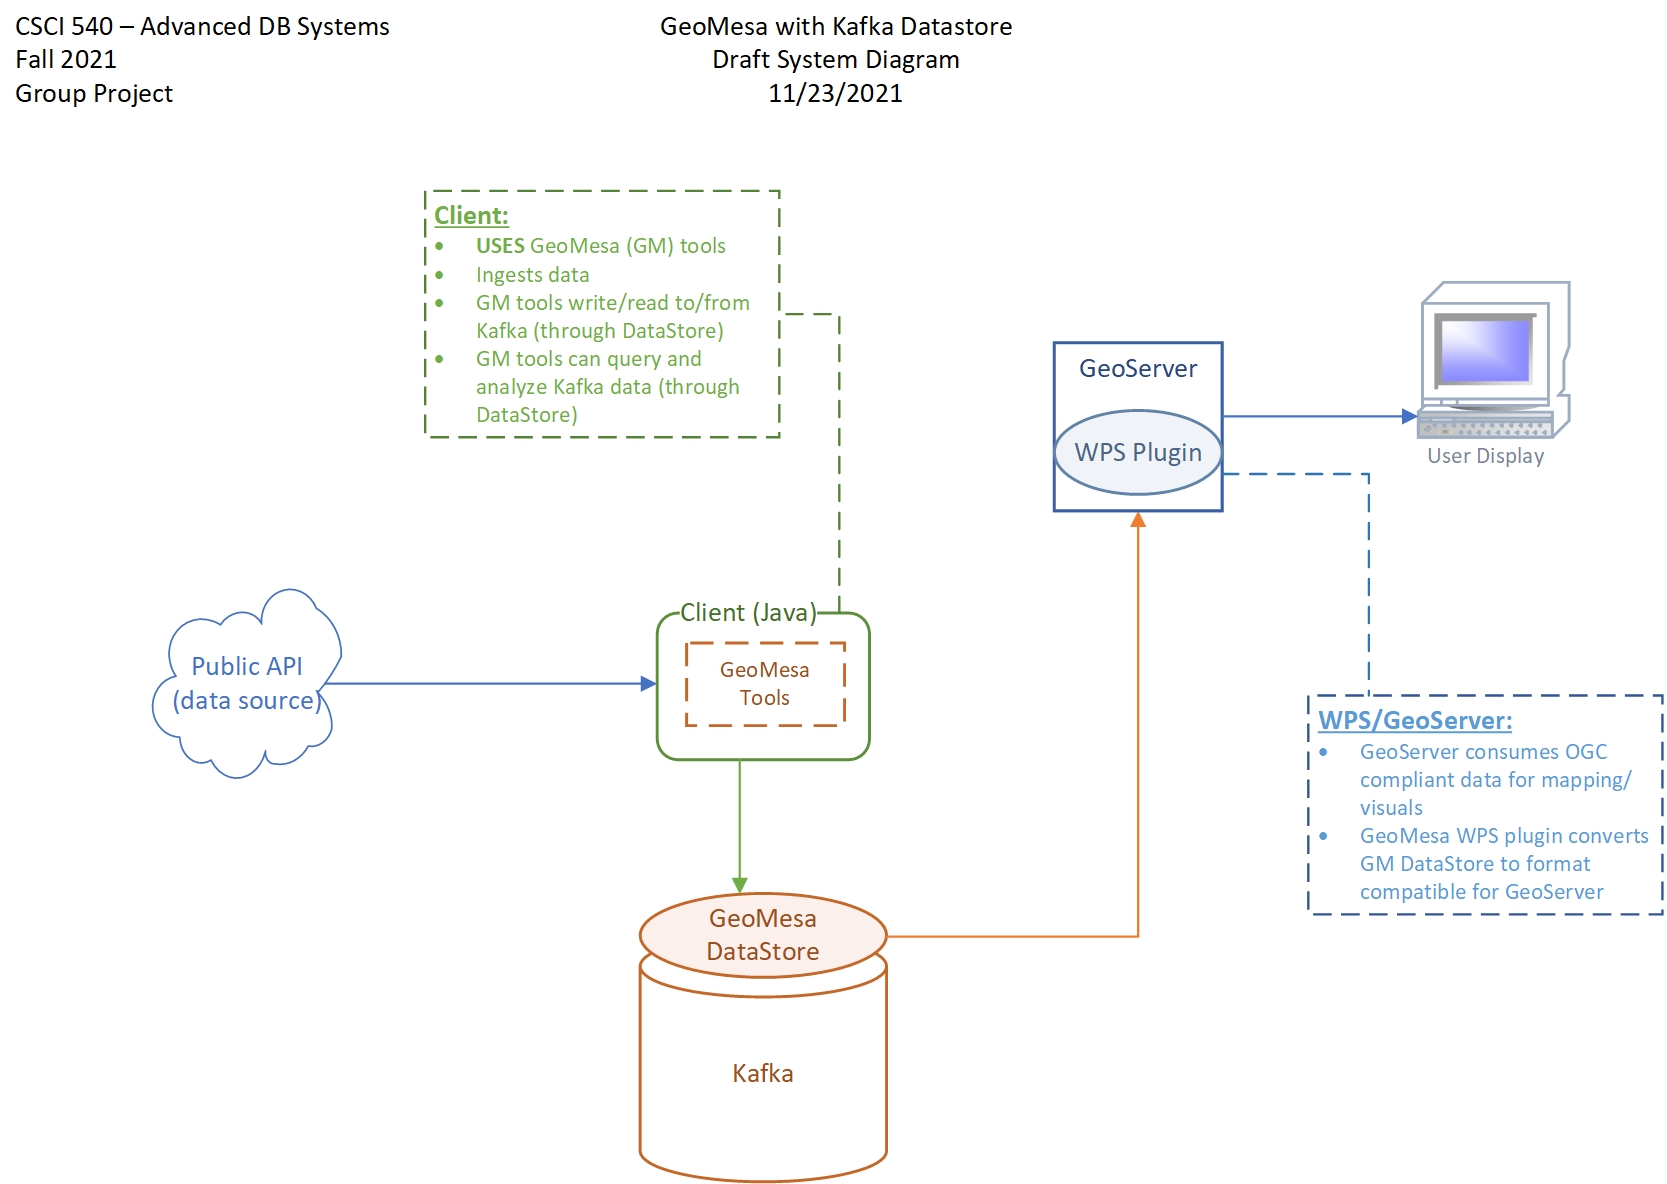 CSCI 540 – Advanced DB Systems
Fall 2021
Group Project
GeoMesa with Kafka Datastore
Draft System Diagram
11/23/2021
Client:
• USES GeoMesa (GM) tools
• Ingests data
• GM tools write/read to/from
Kafka (through DataStore)
• GM tools can query and
analyze Kafka data (through
DataStore)
GeoServer
WPS Plugin
User Display
Public API
(data source)
Client (Java)
GeoMesa
Tools
WPS/GeoServer:
• GeoServer consumes OGC
compliant data for mapping/
visuals
• GeoMesa WPS plugin converts
GM DataStore to format
compatible for GeoServer
GeoMesa
DataStore
Kafka